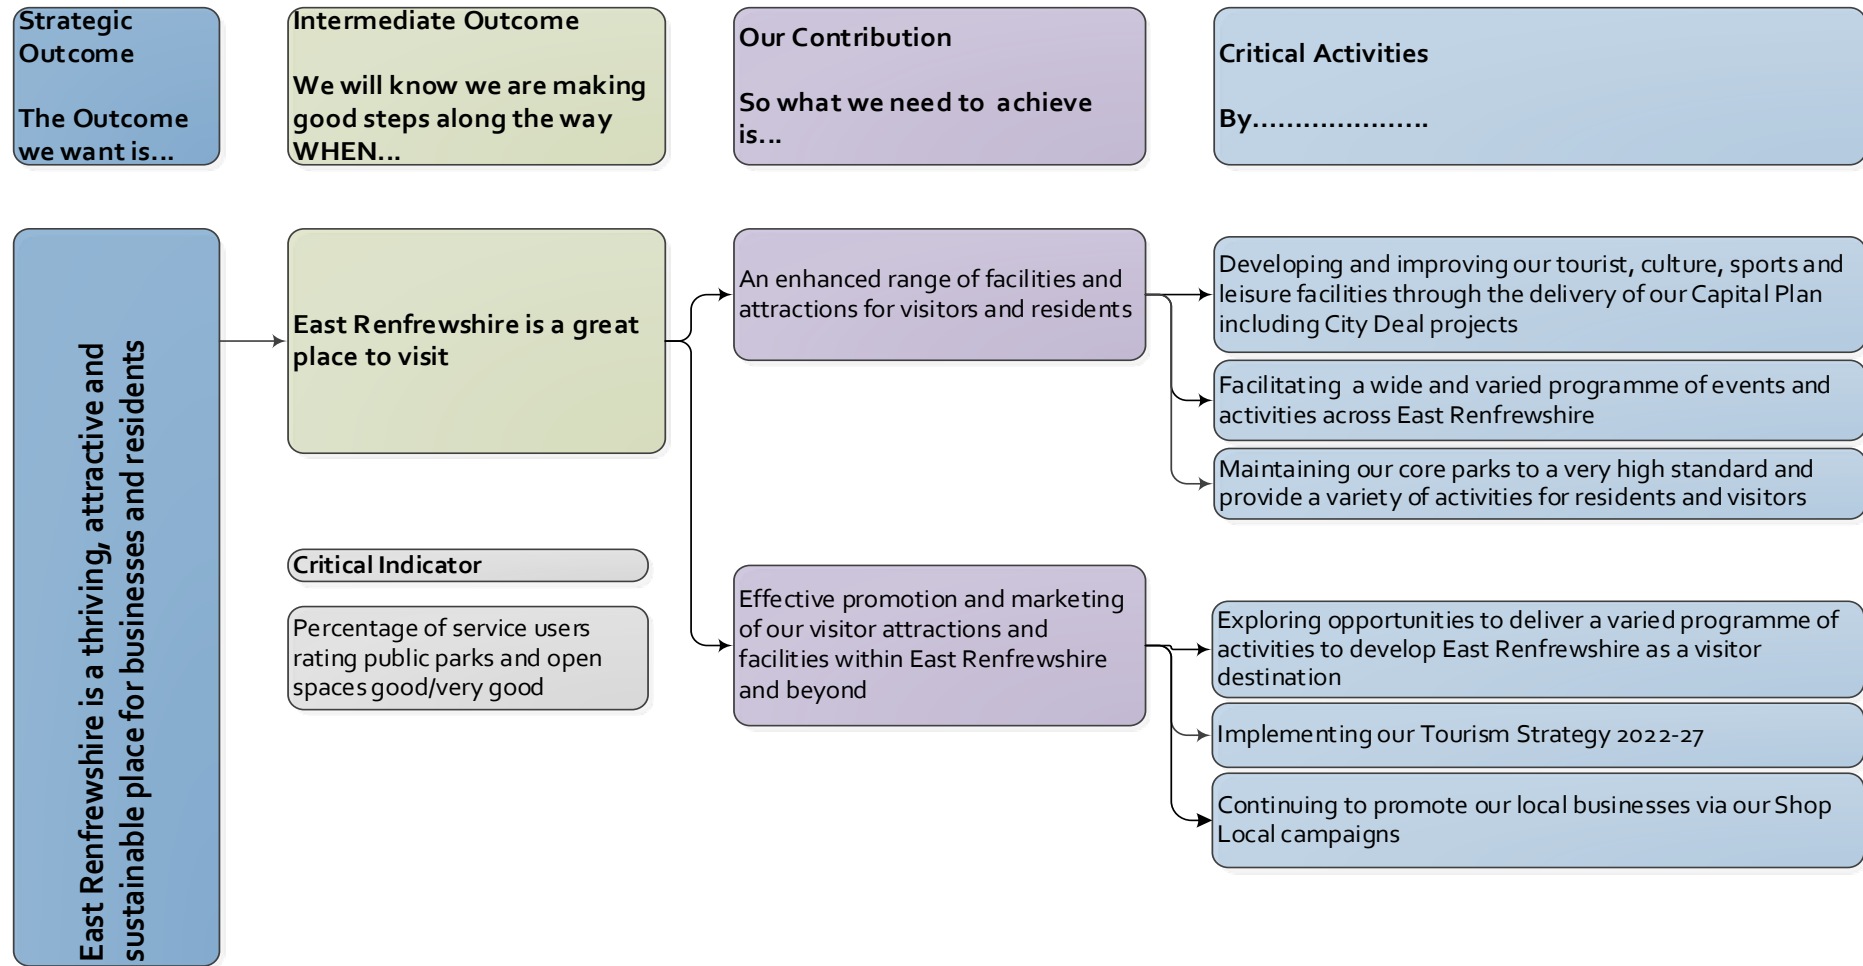 Strategic
Outcome
The Outcome
we want is...
Intermediate Outcome
We will know we are making
good steps along the way
WHEN...
Our Contribution
So what we need to achieve
is...
Critical Activities
By.....................
East Renfrewshire is a thriving, attractive and
sustainable place for businesses and residents
East Renfrewshire is a great
place to visit
Critical Indicator
Percentage of service users
rating public parks and open
spaces good/very good
An enhanced range of facilities and
attractions for visitors and residents
Developing and improving our tourist, culture, sports and
leisure facilities through the delivery of our Capital Plan
including City Deal projects
Facilitating a wide and varied programme of events and
activities across East Renfrewshire
Maintaining our core parks to a very high standard and
provide a variety of activities for residents and visitors
Effective promotion and marketing
of our visitor attractions and
facilities within East Renfrewshire
and beyond
Exploring opportunities to deliver a varied programme of
activities to develop East Renfrewshire as a visitor
destination
Implementing our Tourism Strategy 2022-27
Continuing to promote our local businesses via our Shop
Local campaigns